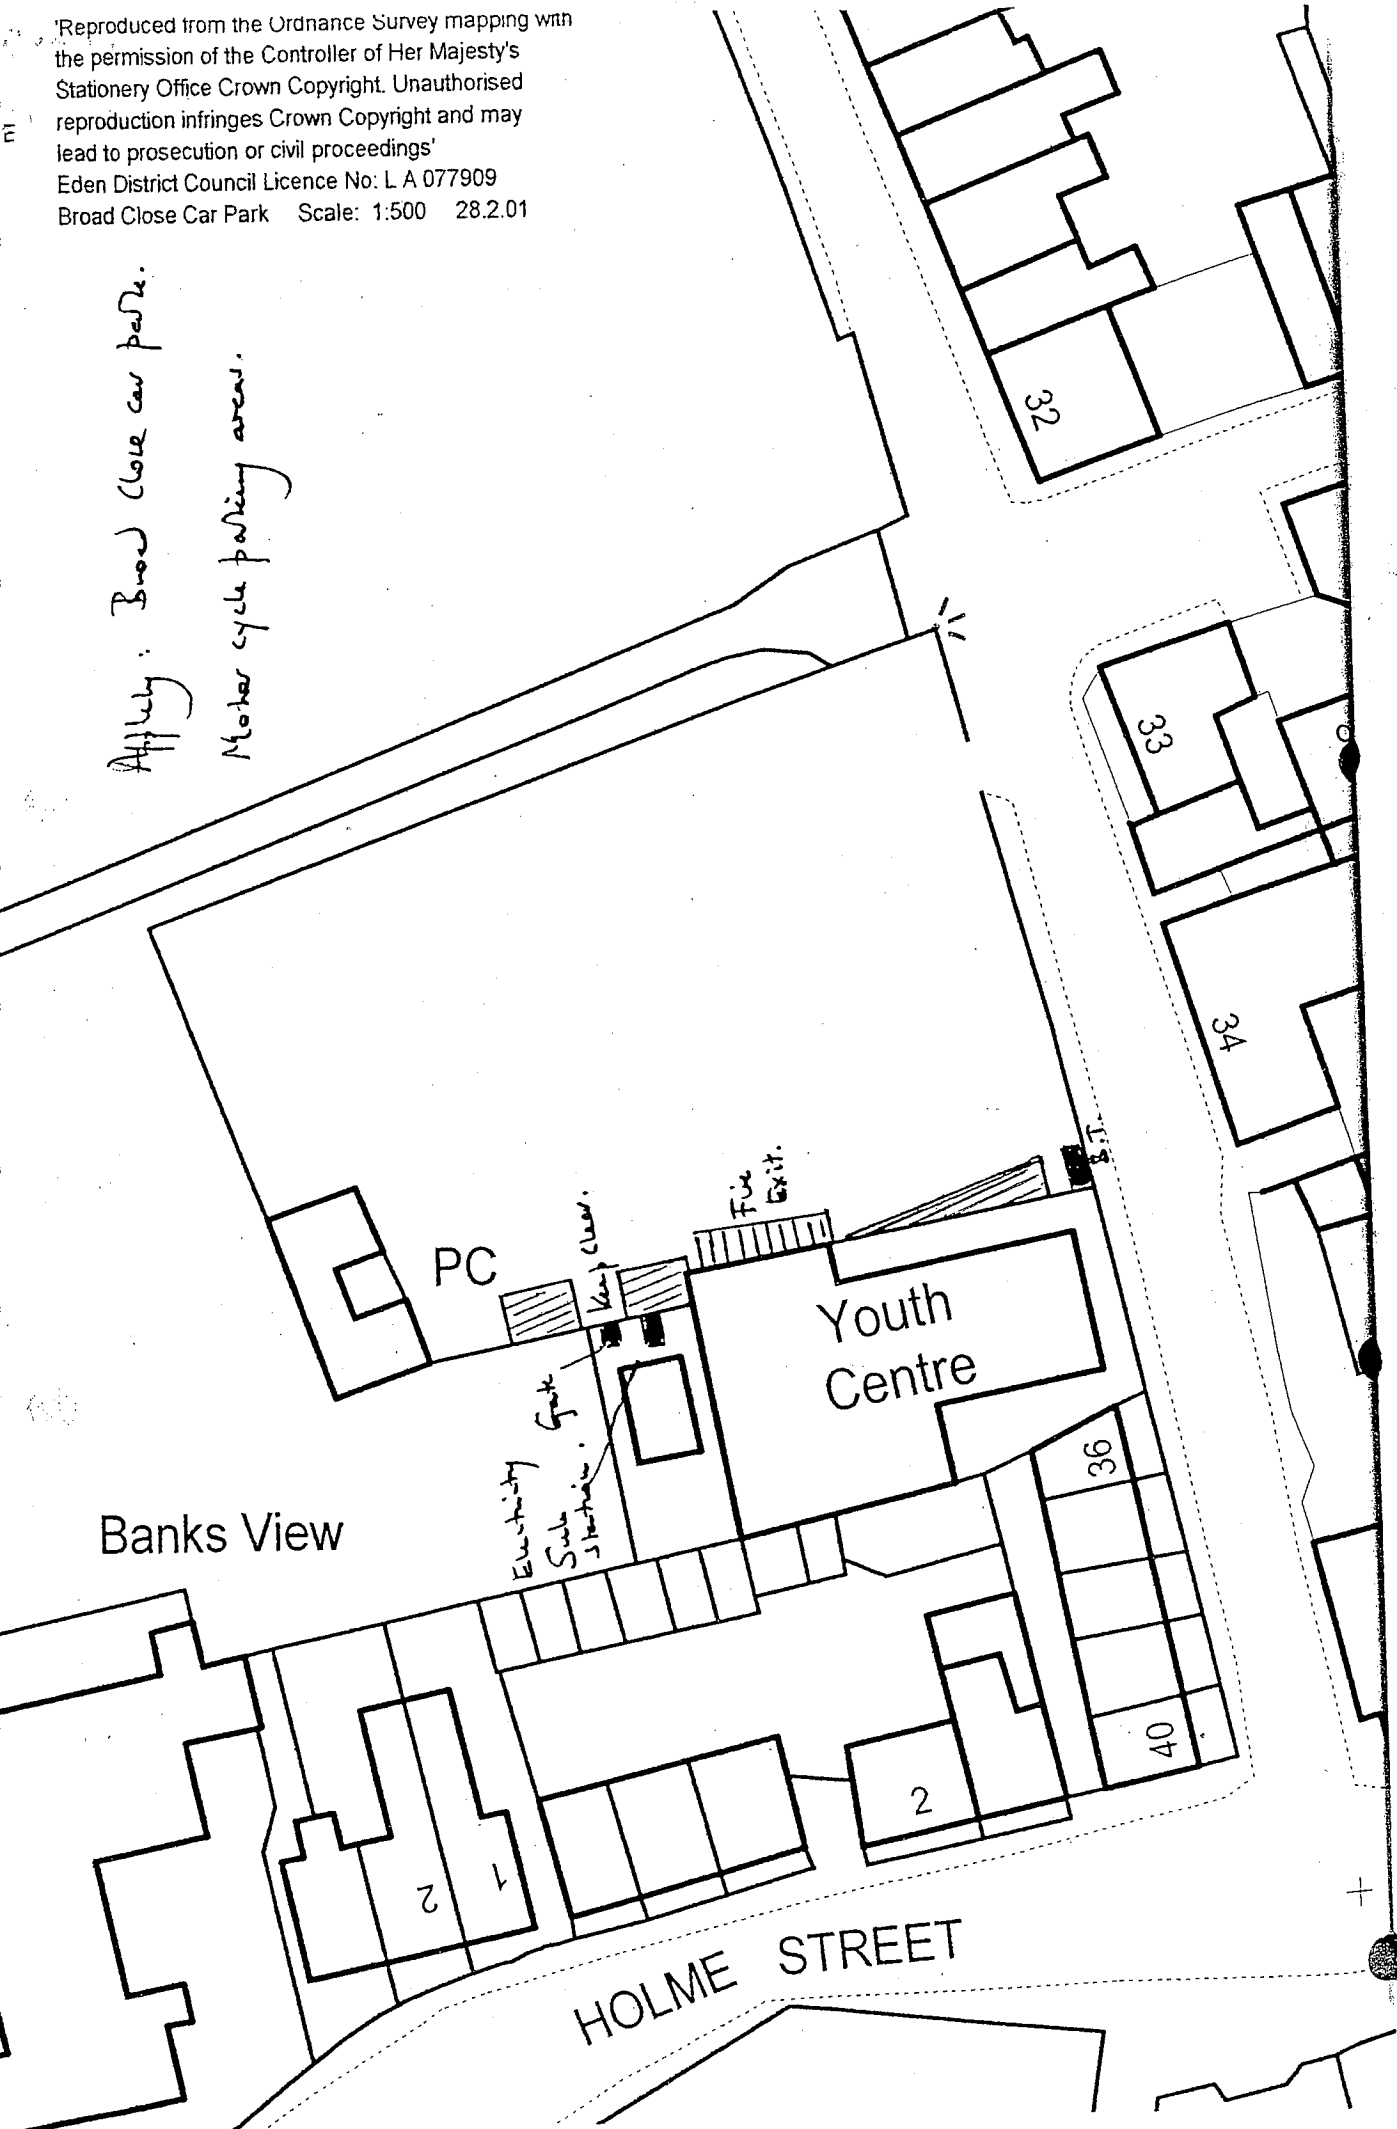 'Reproduced from the Ordnance Survey mapping with
the permission of the Controller of Her Majesty's
Stationery Office Crown Copyright. Unauthorised
reproduction infringes Crown Copyright and may
lead to prosecution or civil proceedings'
Eden District Council Licence No: L A 077909
Broad Close Car Park Scale: 1:500 28.2.01
Appleby: Broad Close car park.
Motor cycle parking areas.
32
33
34
B.T.
Fire
Exit.
Keep Clear.
PC
Youth
Centre
Electricity
Sub
Station. Gate
36
Banks View
40
2
2
1
HOLME STREET